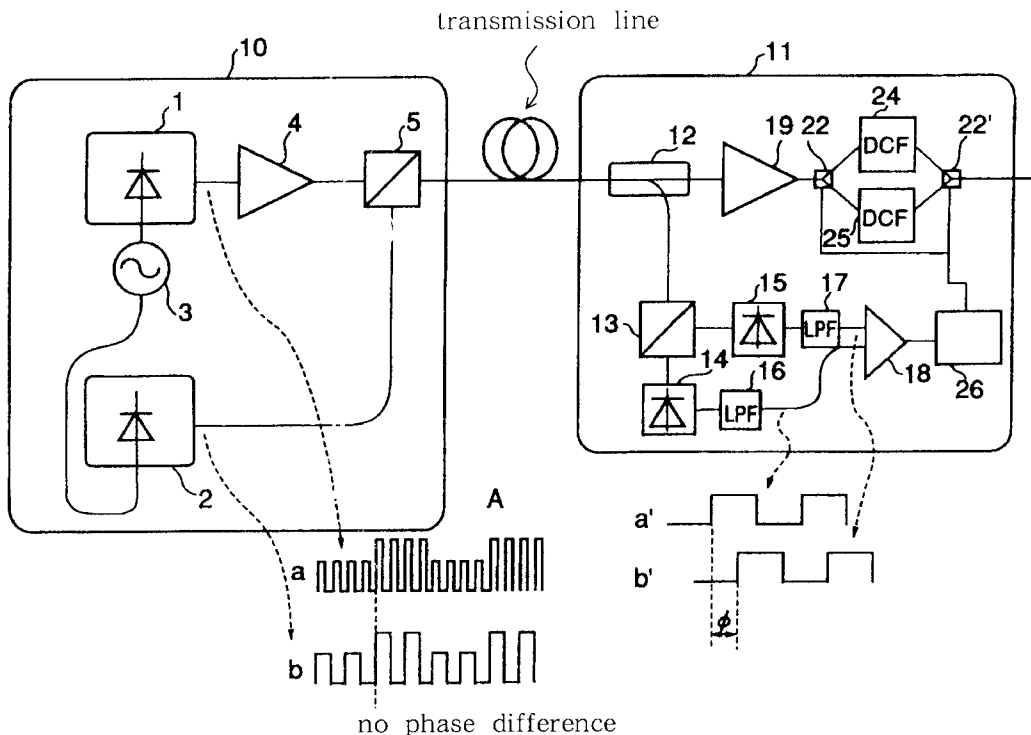 transmission line
10
11
1
4
5
12
19
22
24
22'
DCF
DCF
25
3
15
17
13
LPF
14
16
18
26
LPF
2
A
a
a'
b'
b
ϕ
no phase difference